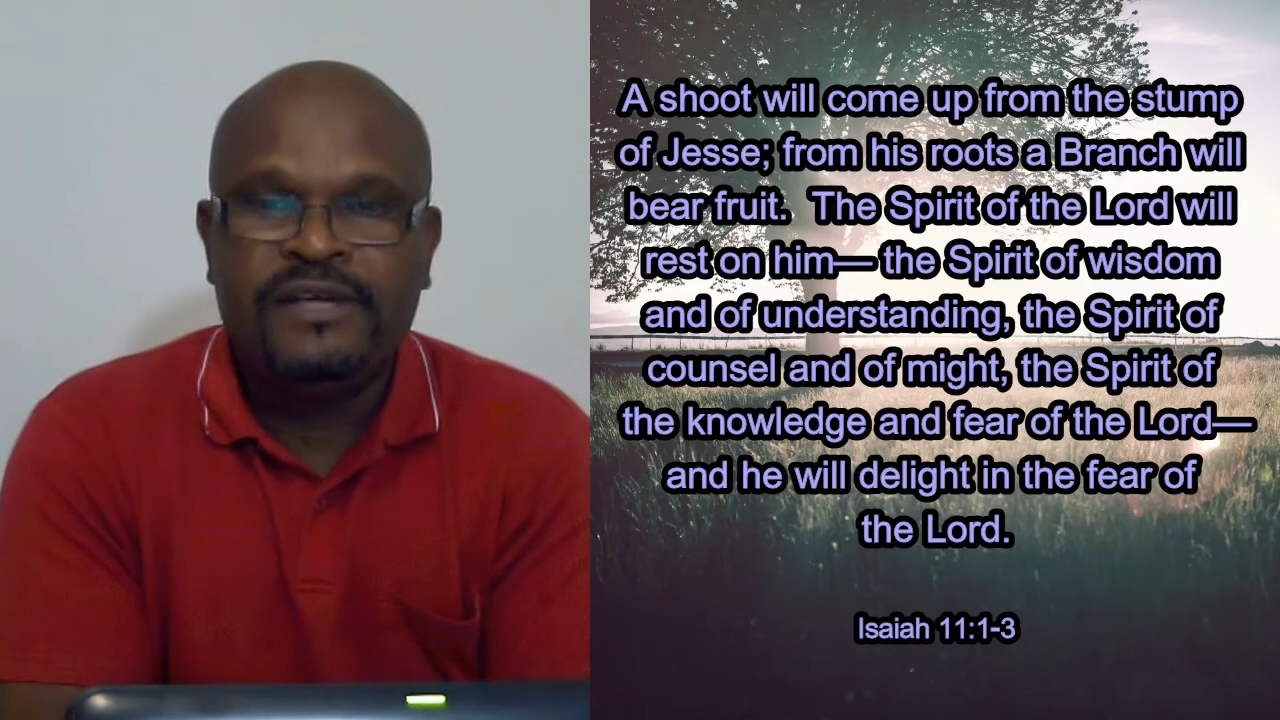 A shoot will come up from the stump
of Jesse; from his roots a Branch will
bear fruit.  The Spirit of the Lord will
rest on him— the Spirit of wisdom
and of understanding, the Spirit of
counsel and of might, the Spirit of
the knowledge and fear of the Lord—
and he will delight in the fear of
the Lord.
Isaiah 11:1-3